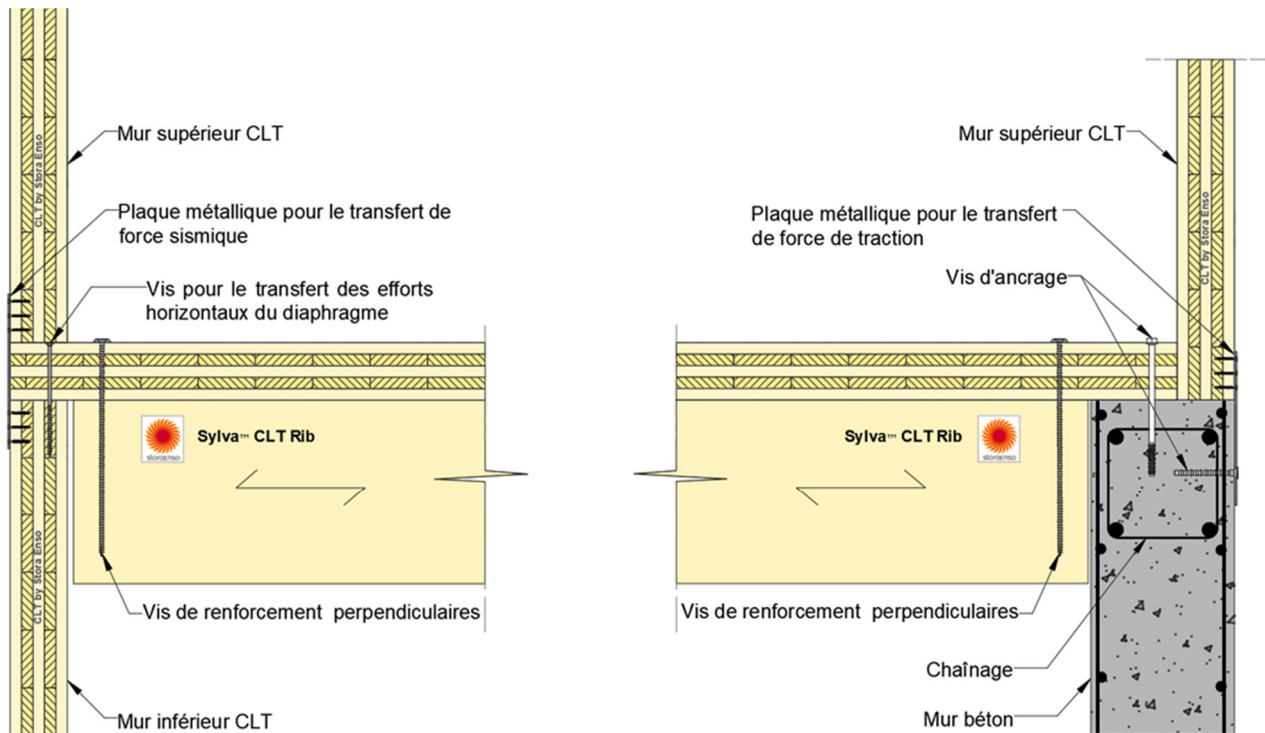 Mur supérieur CLT
CLT by Stora Enso
Plaque métallique pour le transfert de
force sismique
Vis pour le transfert des efforts
horizontaux du diaphragme
storaenso
Sylva™ CLT Rib
CLT by Stora Enso
Vis de renforcement perpendiculaires
Mur inférieur CLT
Mur supérieur CLT
Plaque métallique pour le transfert
de force de traction
CLT by Stora Enso
Vis d'ancrage
Sylva™ CLT Rib
storaenso
Vis de renforcement perpendiculaires
Chaînage
Mur béton